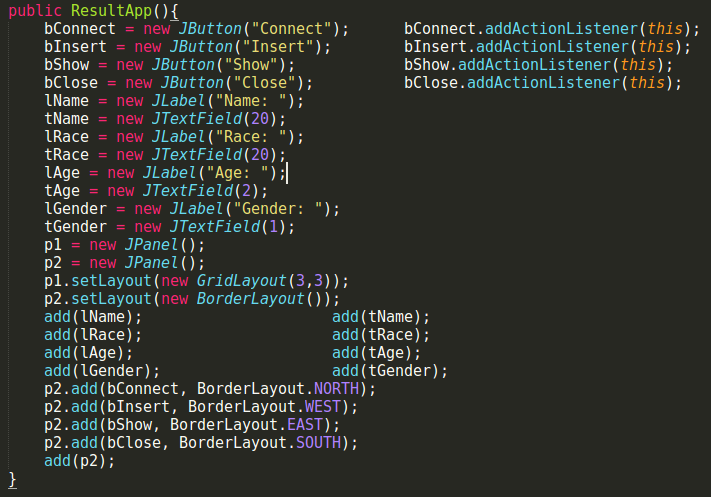 public ResultApp(){
    bConnect = new JButton("Connect");      bConnect.addActionListener(this);
    bInsert = new JButton("Insert");        bInsert.addActionListener(this);
    bShow = new JButton("Show");            bShow.addActionListener(this);
    bClose = new JButton("Close");          bClose.addActionListener(this);
    lName = new JLabel("Name: ");
    tName = new JTextField(20);
    lRace = new JLabel("Race: ");
    tRace = new JTextField(20);
    lAge = new JLabel("Age: ");
    tAge = new JTextField(2);
    lGender = new JLabel("Gender: ");
    tGender = new JTextField(1);
    p1 = new JPanel();
    p2 = new JPanel();
    p1.setLayout(new GridLayout(3,3));
    p2.setLayout(new BorderLayout());
    add(lName);                     add(tName);
    add(lRace);                     add(tRace);
    add(lAge);                      add(tAge);
    add(lGender);                   add(tGender);
    p2.add(bConnect, BorderLayout.NORTH);
    p2.add(bInsert, BorderLayout.WEST);
    p2.add(bShow, BorderLayout.EAST);
    p2.add(bClose, BorderLayout.SOUTH);
    add(p2);
}